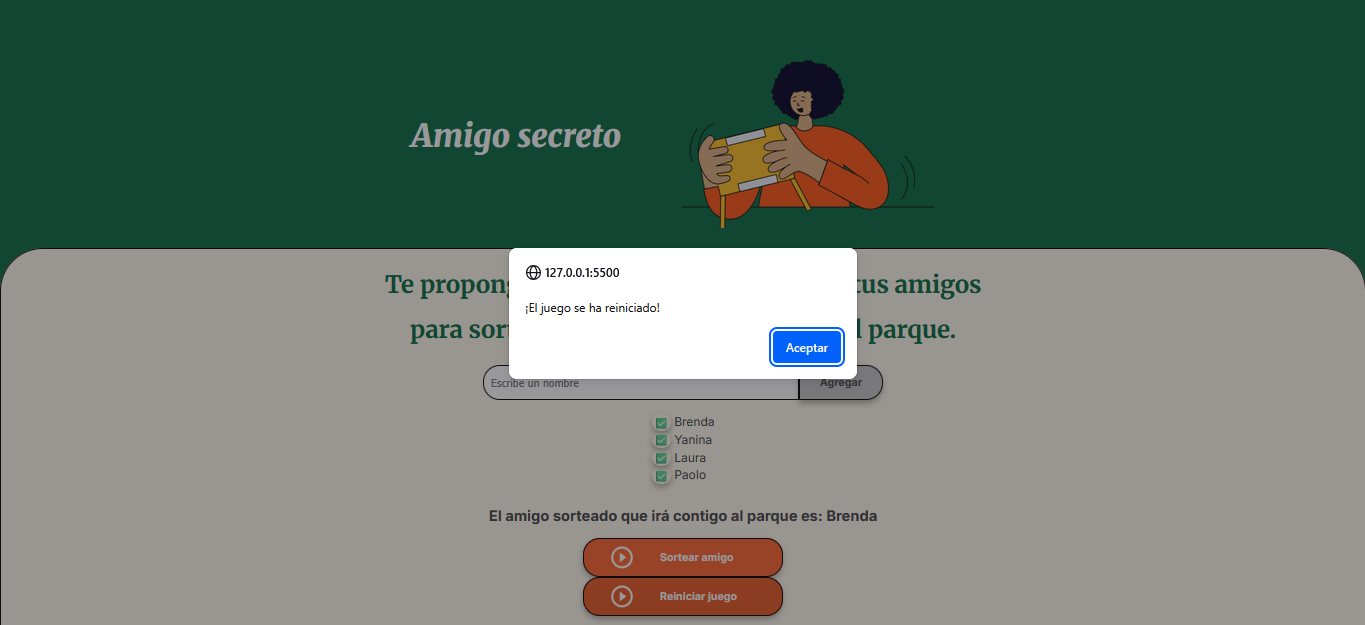 Amigo secreto
127.0.0.1:5500
¡El juego se ha reiniciado!
Aceptar
Te propong tus amigos
para sor l parque.
Escribe un nombre
Agregar
Brenda
Yanina
Laura
Paolo
El amigo sorteado que irá contigo al parque es: Brenda
Sortear amigo
Reiniciar juego